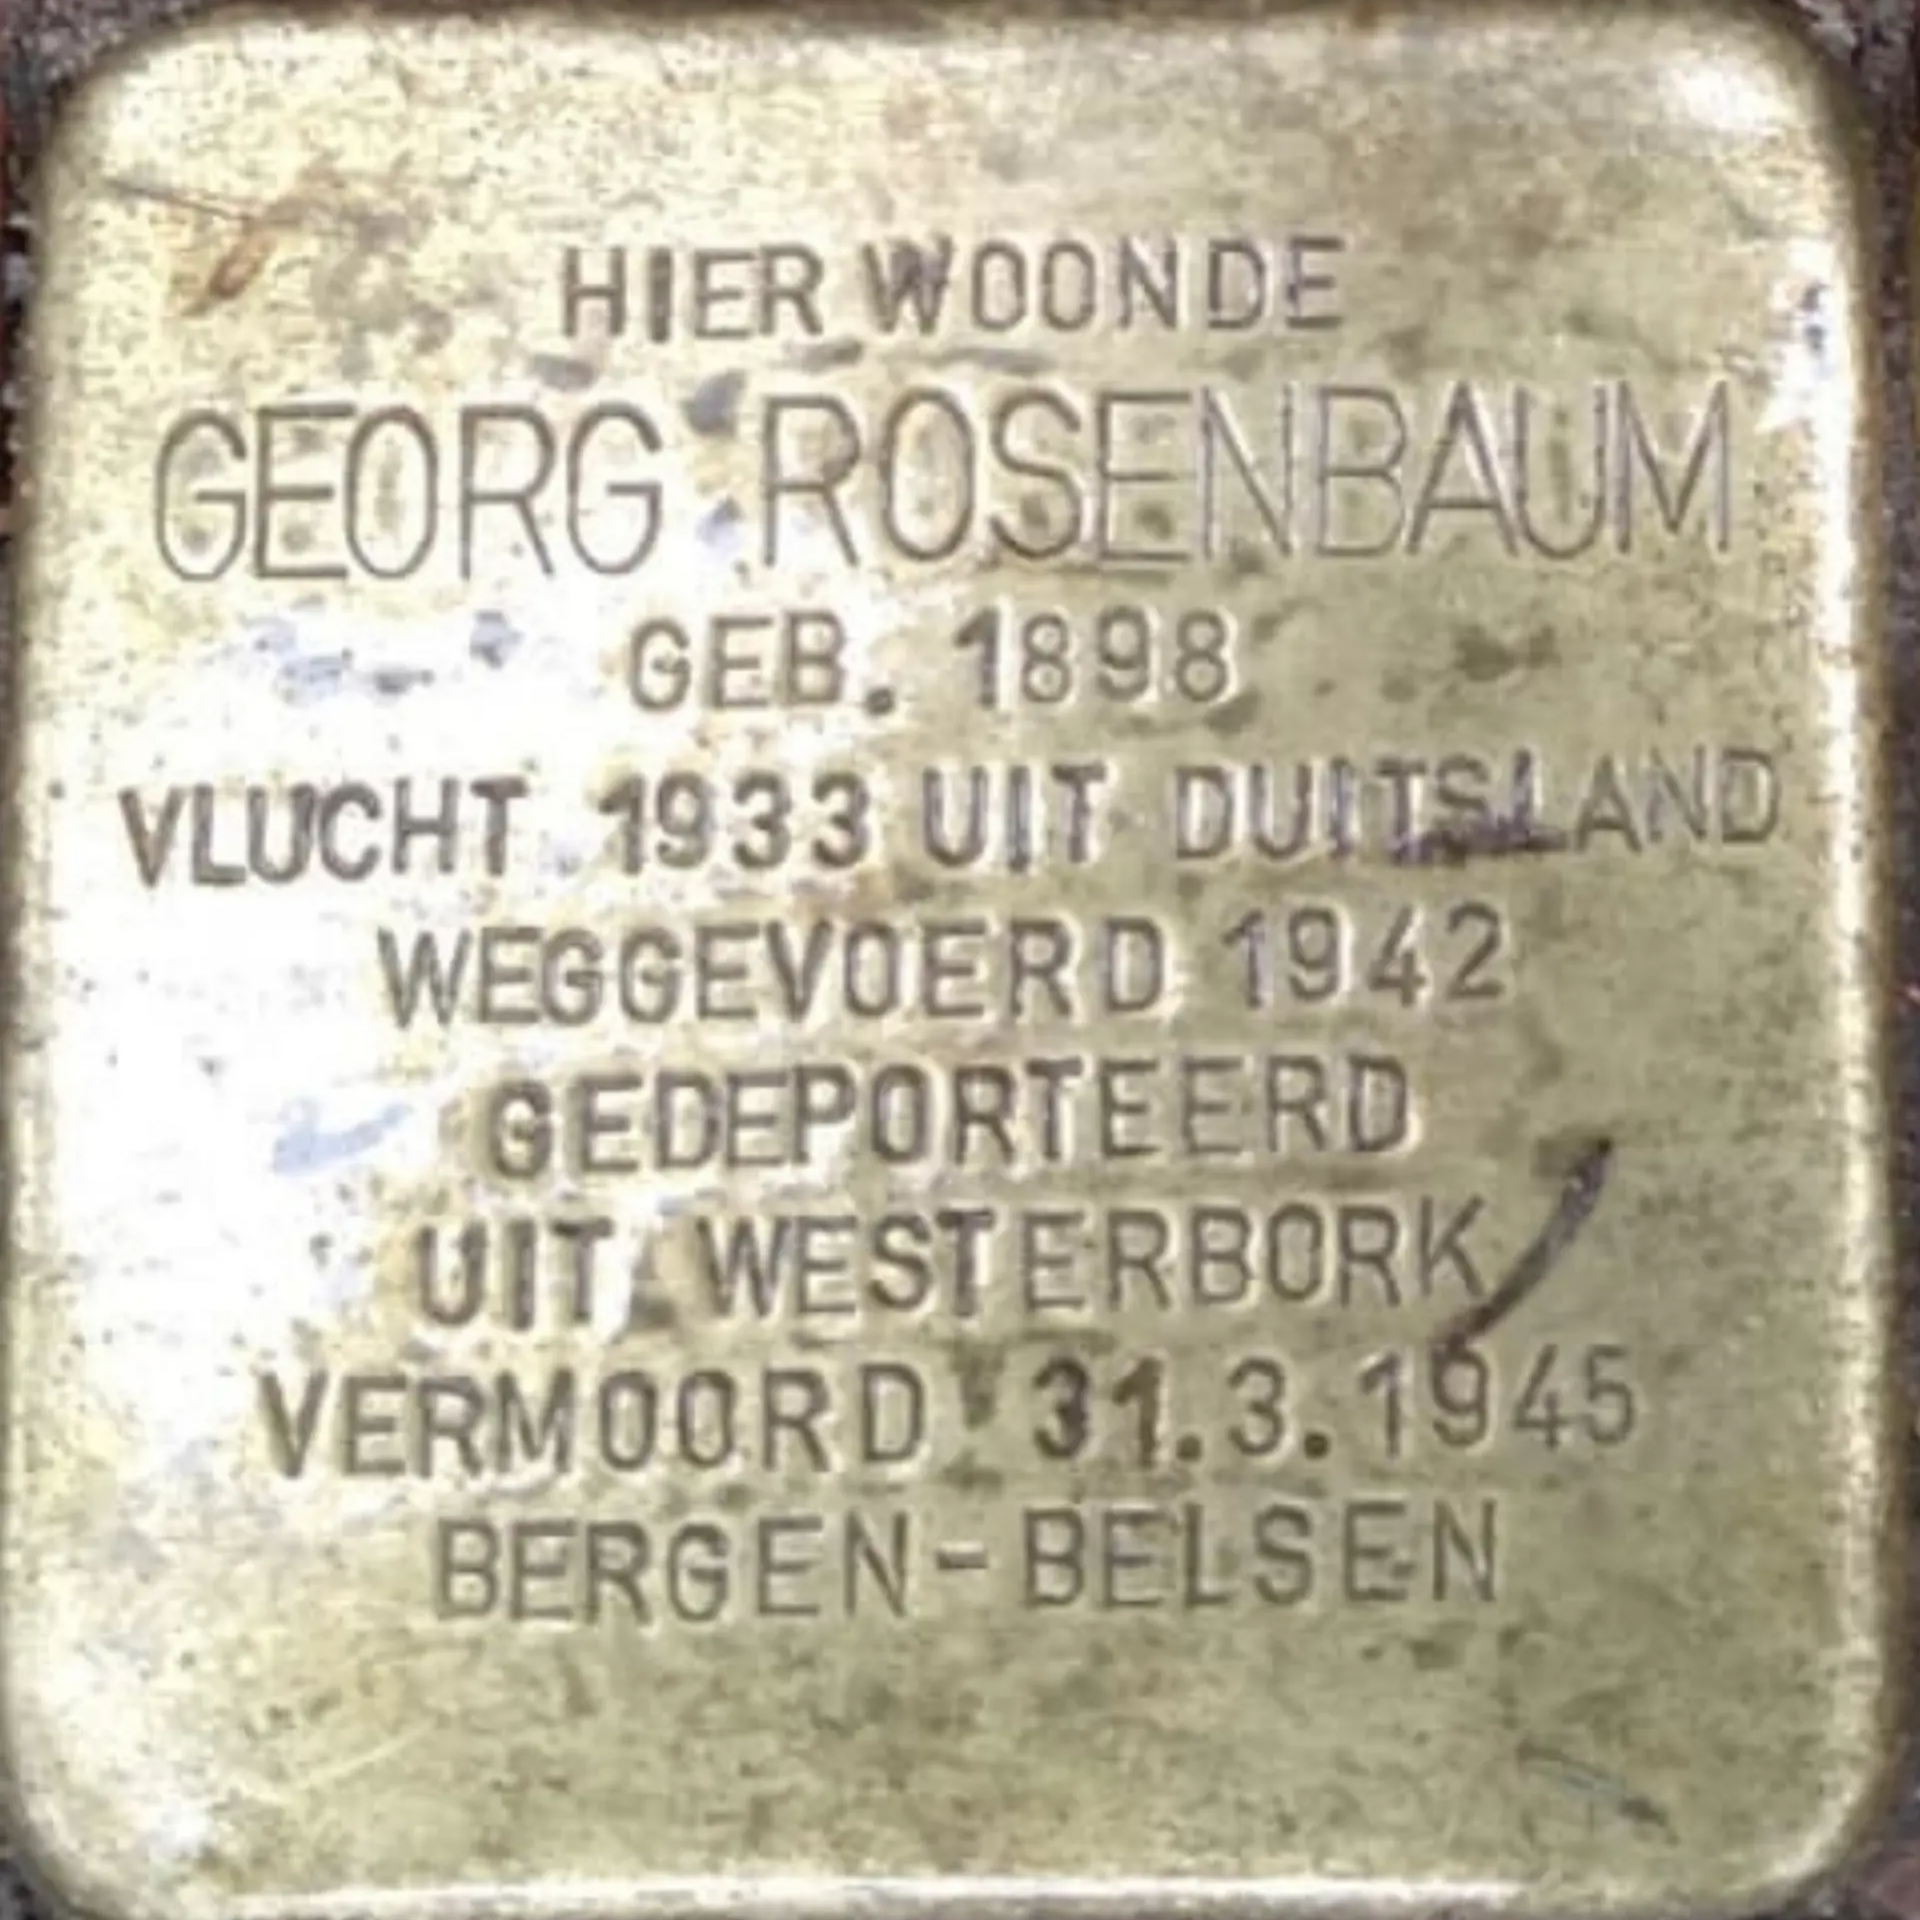 HIER WOONDE
GEORG ROSENBAUM
GEB. 1898
VLUCHT 1933 UIT DUITSLAND
WEGGEVOERD 1942
GEDEPORTEERD
UIT WESTERBORK
VERMOORD 31.3.1945
BERGEN-BELSEN